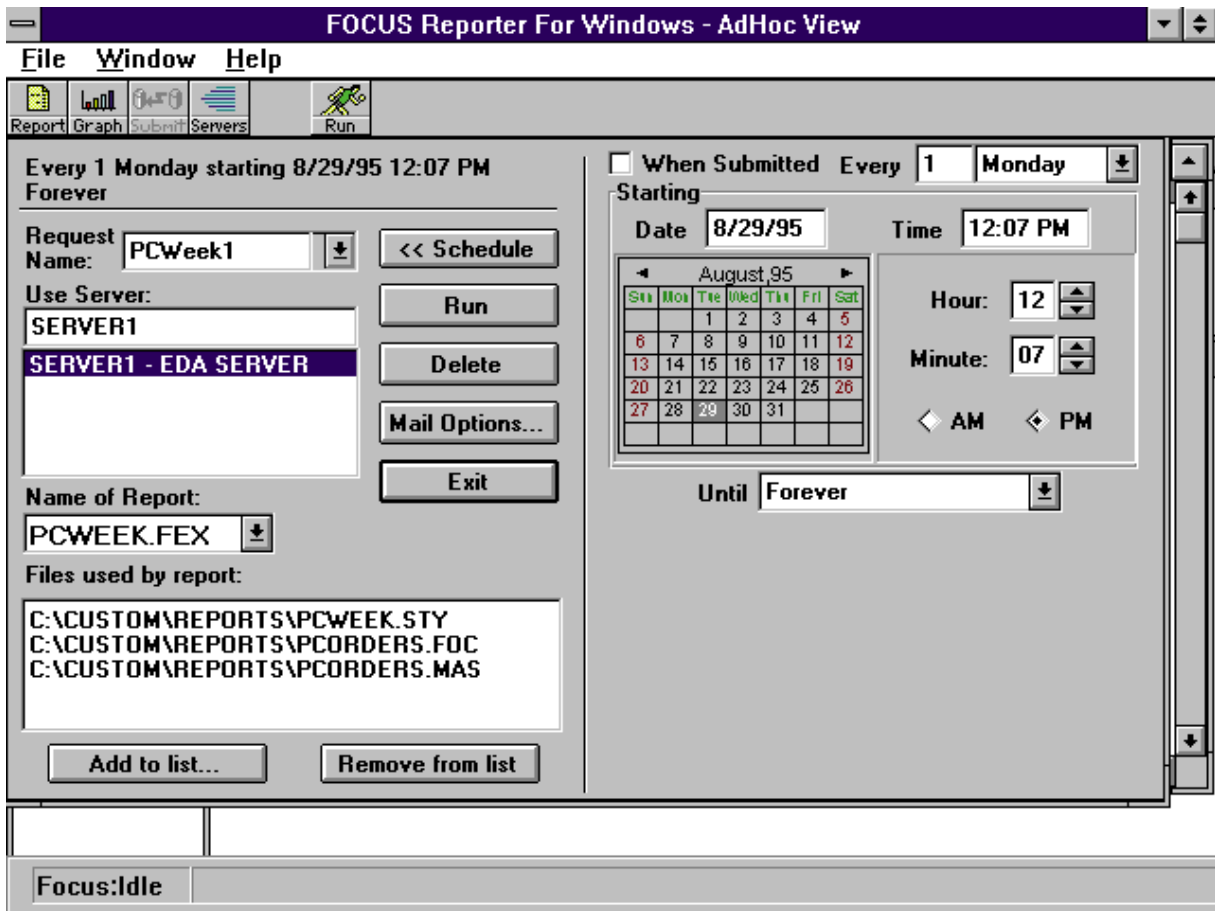 FOCUS Reporter For Windows - AdHoc View
File Window Help
Report Graph Submit Servers Run
Every 1 Monday starting 8/29/95 12:07 PM
Forever
Request Name: PCWeek1
<< Schedule
Use Server:
SERVER1
Run
SERVER1 - EDA SERVER
Delete
Mail Options...
Exit
Name of Report:
PCWEEK.FEX
Files used by report:
C:\CUSTOM\REPORTS\PCWEEK.STY
C:\CUSTOM\REPORTS\PCORDERS.FOC
C:\CUSTOM\REPORTS\PCORDERS.MAS
Add to list... Remove from list
When Submitted Every 1 Monday
Starting
Date 8/29/95 Time 12:07 PM
August,95
Sun Mon Tue Wed Thu Fri Sat
1 2 3 4 5
6 7 8 9 10 11 12
13 14 15 16 17 18 19
20 21 22 23 24 25 26
27 28 29 30 31
Hour: 12
Minute: 07
AM PM
Until Forever
Focus:Idle